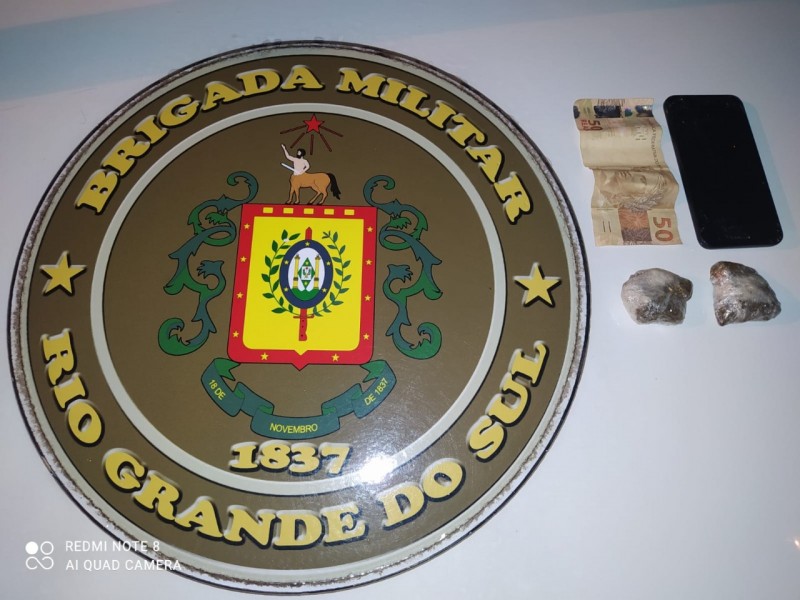 BRIGADA MILITAR
18 DE NOVEMBRO DE 1837
1837
RIO GRANDE DO SUL
50
50
REDMI NOTE 8
AI QUAD CAMERA